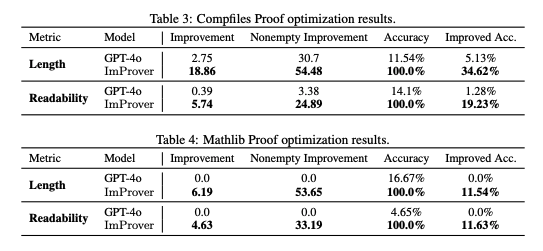 Table 3: Compfiles Proof optimization results.
Metric Model Improvement Nonempty Improvement Accuracy Improved Acc.
Length GPT-4o 2.75 30.7 11.54% 5.13%
ImProver 18.86 54.48 100.0% 34.62%
Readability GPT-4o 0.39 3.38 14.1% 1.28%
ImProver 5.74 24.89 100.0% 19.23%
Table 4: Mathlib Proof optimization results.
Metric Model Improvement Nonempty Improvement Accuracy Improved Acc.
Length GPT-4o 0.0 0.0 16.67% 0.0%
ImProver 6.19 53.65 100.0% 11.54%
Readability GPT-4o 0.0 0.0 4.65% 0.0%
ImProver 4.63 33.19 100.0% 11.63%